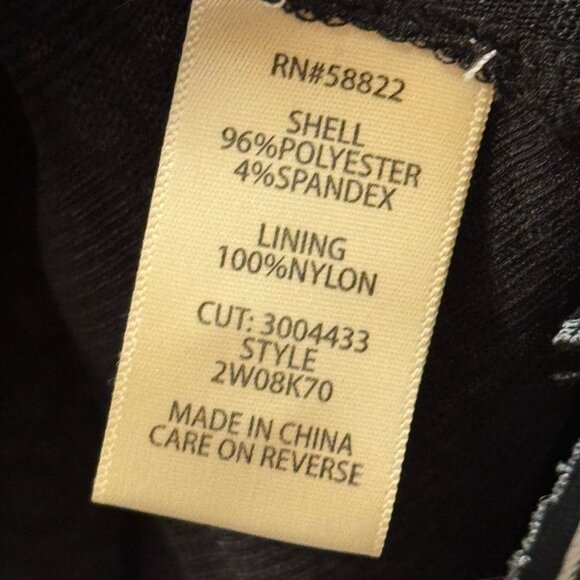 RN#58822
SHELL
96%POLYESTER
4%SPANDEX
LINING
100%NYLON
CUT: 3004433
STYLE
2W08K70
MADE IN CHINA
CARE ON REVERSE